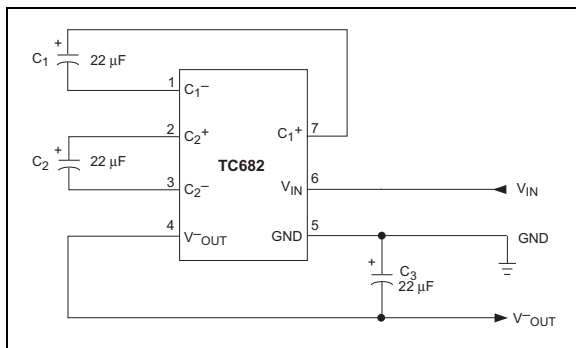 +
C1 22 µF
1 C1–
2 C2+
C1+ 7
+
C2 22 µF
TC682
3 C2–
VIN 6
VIN
4 V–OUT
GND 5
GND
+
C3
22 µF
V–OUT